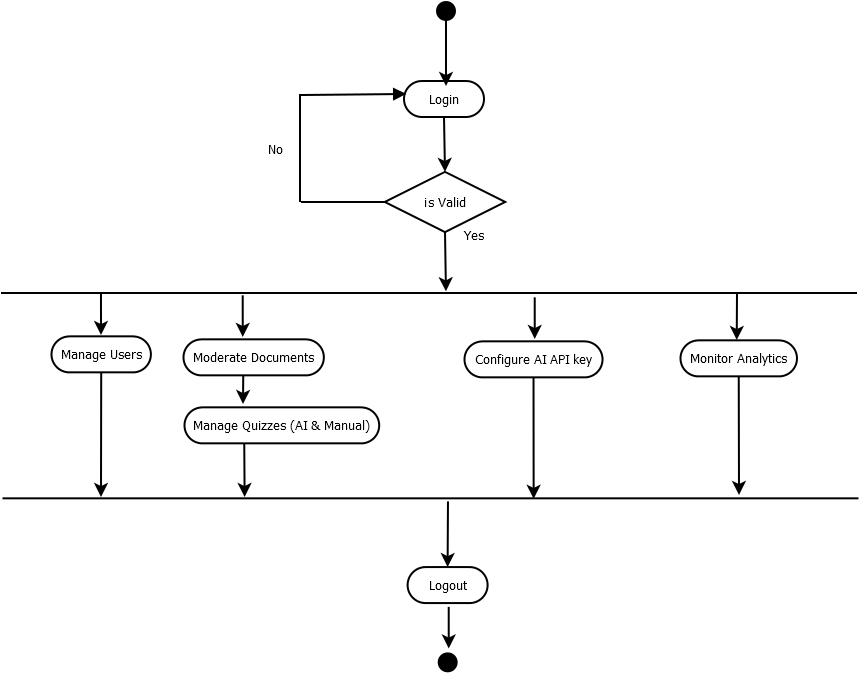 Login
No
is Valid
Yes
Manage Users
Moderate Documents
Configure AI API key
Monitor Analytics
Manage Quizzes (AI & Manual)
Logout